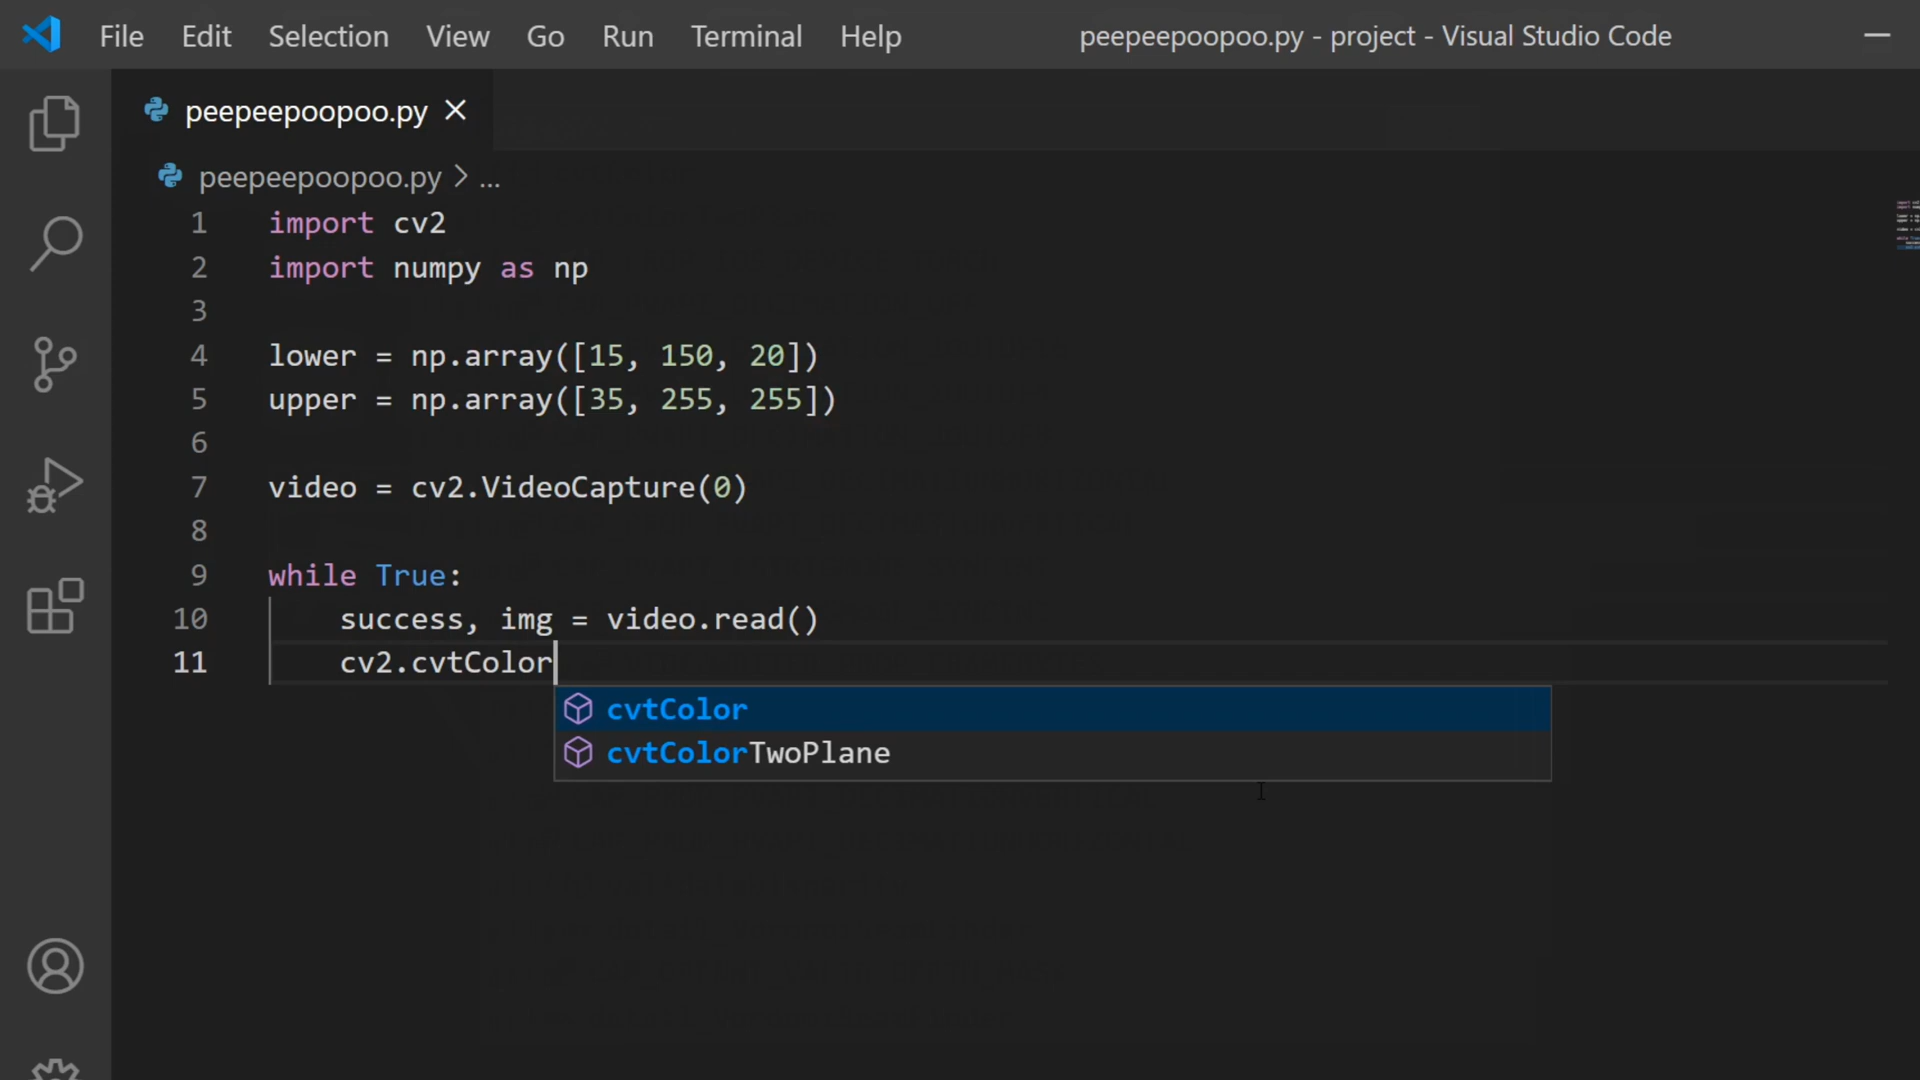 File Edit Selection View Go Run Terminal Help peepeepoopoo.py - project - Visual Studio Code
peepeepoopoo.py
peepeepoopoo.py > ...
1 import cv2
2 import numpy as np
3
4 lower = np.array([15, 150, 20])
5 upper = np.array([35, 255, 255])
6
7 video = cv2.VideoCapture(0)
8
9 while True:
10 success, img = video.read()
11 cv2.cvtColor
cvtColor
cvtColorTwoPlane